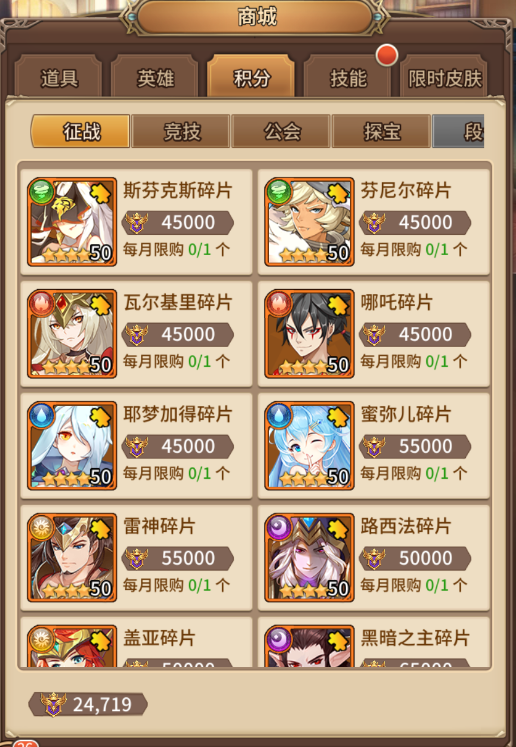 商城
道具 英雄 积分 技能 限时皮肤
征战 竞技 公会 探宝 段
斯芬克斯碎片 芬尼尔碎片
45000 45000
50 每月限购 0/1 个 50 每月限购 0/1 个
瓦尔基里碎片 哪吒碎片
45000 45000
50 每月限购 0/1 个 50 每月限购 0/1 个
耶梦加得碎片 蜜弥儿碎片
45000 55000
50 每月限购 0/1 个 50 每月限购 0/1 个
雷神碎片 路西法碎片
55000 50000
50 每月限购 0/1 个 50 每月限购 0/1 个
盖亚碎片 黑暗之主碎片
24,719